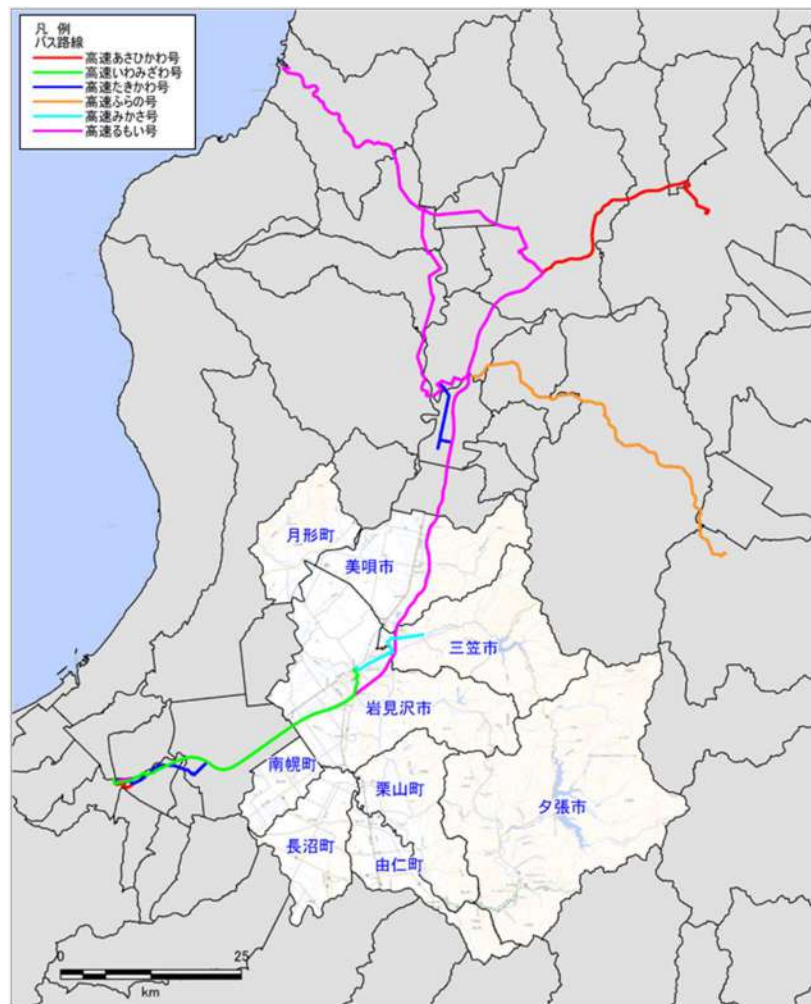 凡 例
バス路線
高速あさひかわ号
高速いわみざわ号
高速たきかわ号
高速ふらの号
高速みかさ号
高速るもい号
月形町
美唄市
三笠市
岩見沢市
南幌町
栗山町
夕張市
長沼町
由仁町
0 25
km